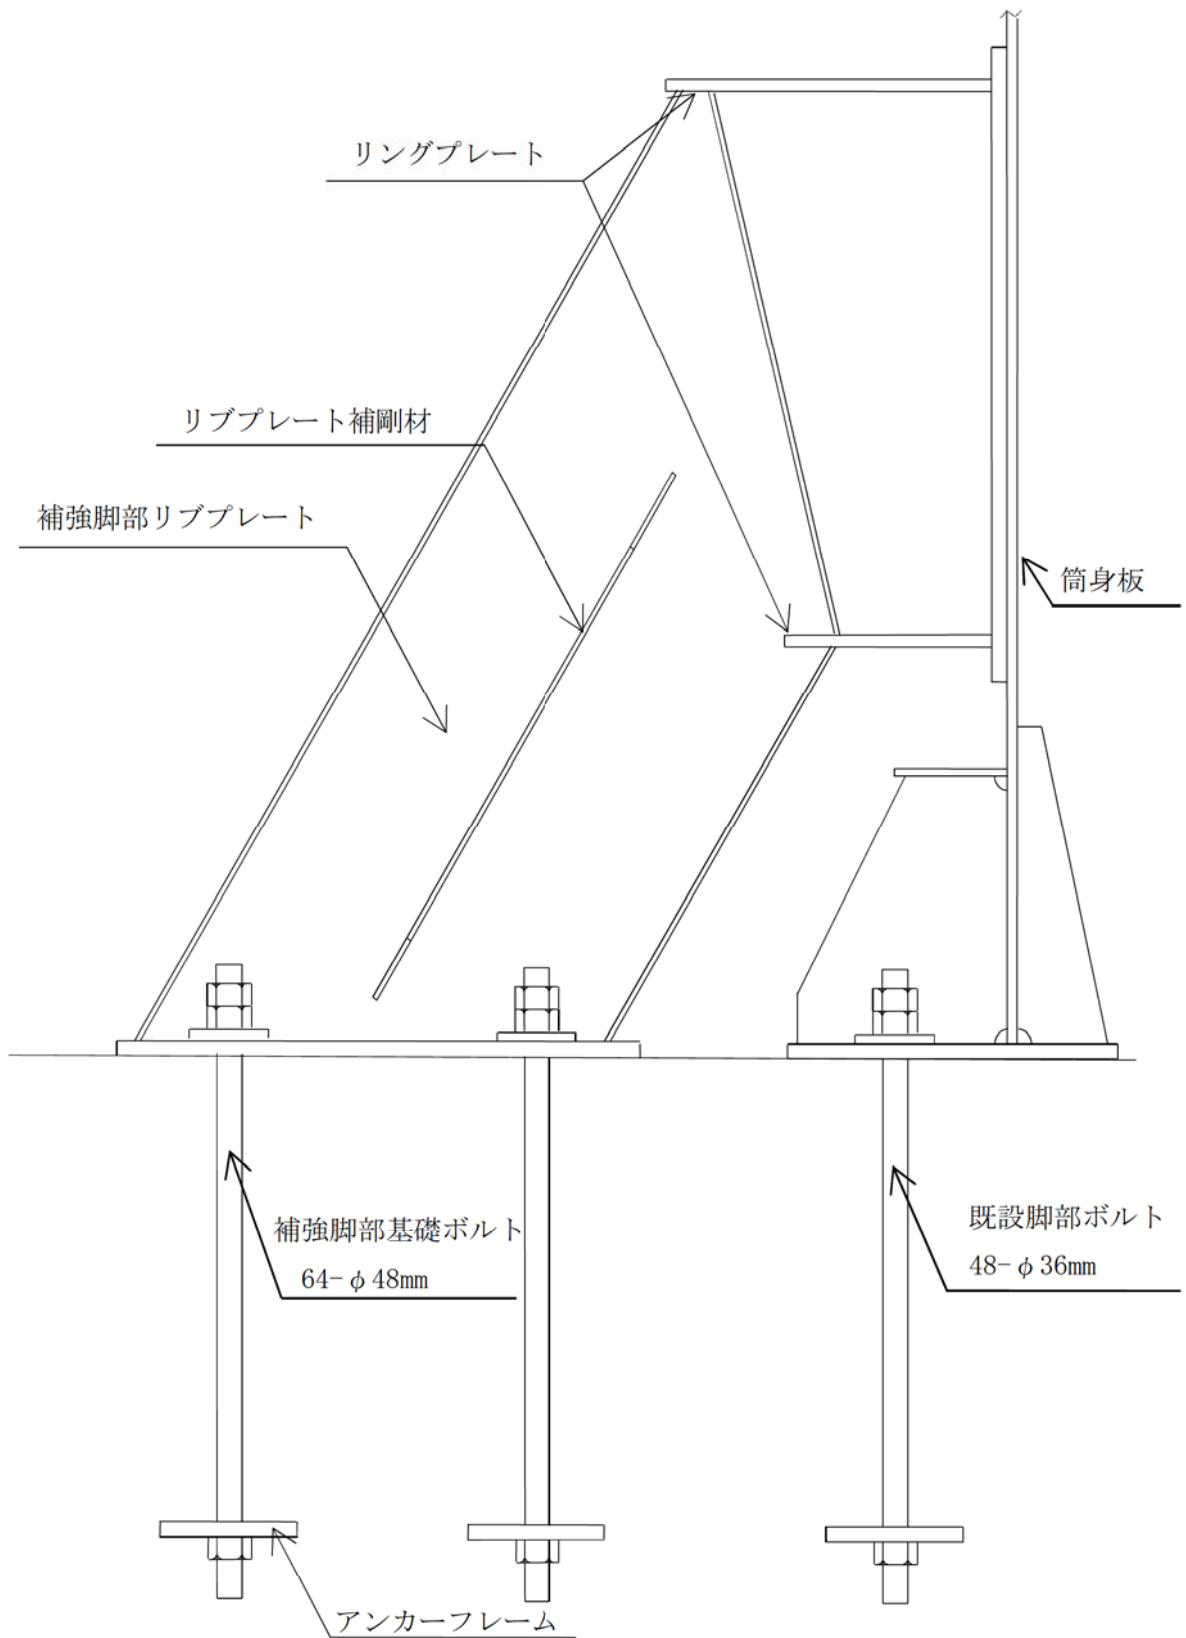 リングプレート
リブプレート補剛材
補強脚部リブプレート
筒身板
補強脚部基礎ボルト
64-φ48mm
既設脚部ボルト
48-φ36mm
アンカーフレーム